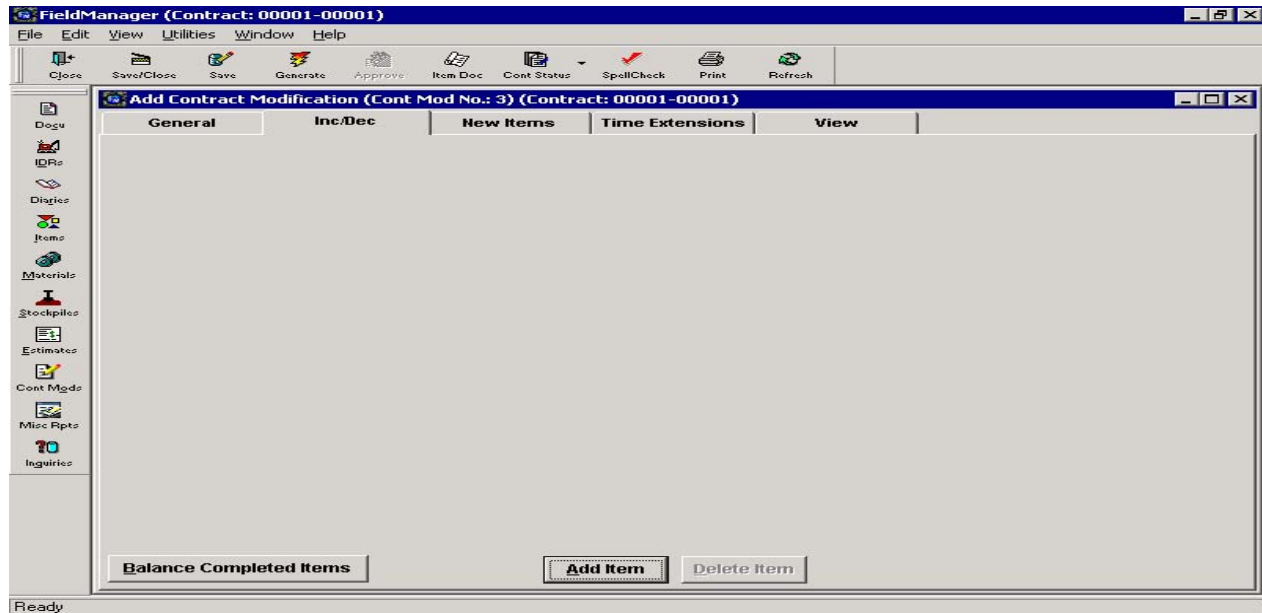 FieldManager (Contract: 00001-00001)
File Edit View Utilities Window Help
Close Save/Close Save Generate Approve Item Doc Cont Status SpellCheck Print Refresh
Add Contract Modification (Cont Mod No.: 3) (Contract: 00001-00001)
General Inc/Dec New Items Time Extensions View
Docu
IDRs
Diaries
Items
Materials
Stockpiles
Estimates
Cont Mods
Misc Rpts
Inquiries
Balance Completed Items Add Item Delete Item
Ready